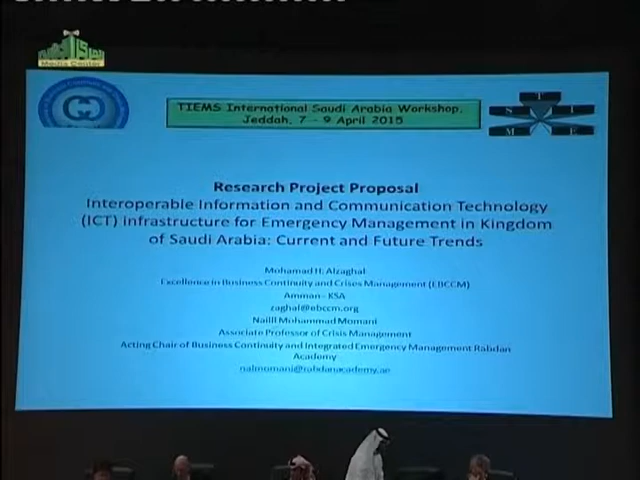 Media Center
TIEMS International Saudi Arabia Workshop,
Jeddah, 7 - 9 April 2015
T
S I E
M E
Research Project Proposal
Interoperable Information and Communication Technology
(ICT) infrastructure for Emergency Management in Kingdom
of Saudi Arabia: Current and Future Trends
Mohamad H. Alzaghal
Excellence in Business Continuity and Crises Management (EBCCM)
Amman - KSA
zaghal@ebccm.org
Naill Mohammad Momani
Associate Professor of Crisis Management
Acting Chair of Business Continuity and Integrated Emergency Management Rabdan
Academy
nalmomani@rabdanacademy.ae